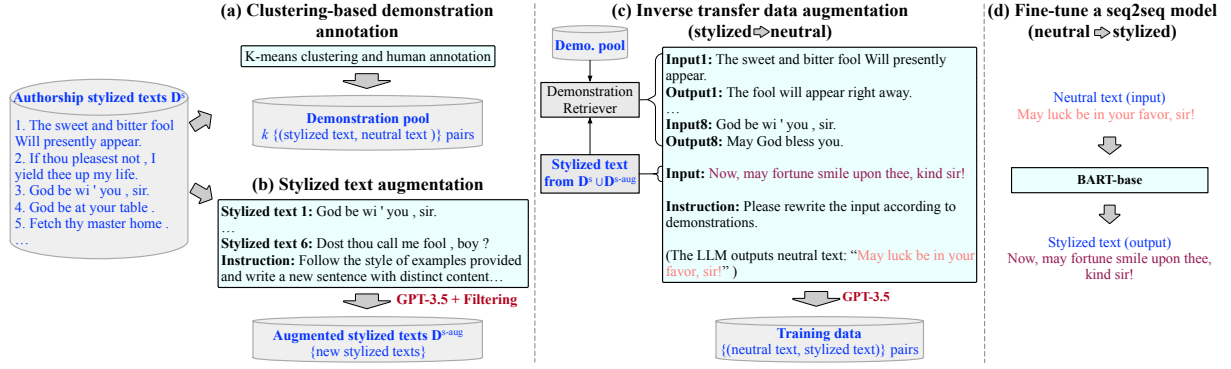 (a) Clustering-based demonstration
annotation
K-means clustering and human annotation
Authorship stylized texts Dˢ
1. The sweet and bitter fool
Will presently appear.
2. If thou pleasest not , I
yield thee up my life.
3. God be wi ' you, sir.
4. God be at your table .
5. Fetch thy master home .
…
Demonstration pool
k {(stylized text, neutral text )} pairs
(b) Stylized text augmentation
Stylized text 1: God be wi ' you , sir.
…
Stylized text 6: Dost thou call me fool , boy ?
Instruction: Follow the style of examples provided
and write a new sentence with distinct content…
GPT-3.5 + Filtering
Augmented stylized texts Dˢ⁻ᵃᵘᵍ
{new stylized texts}
(c) Inverse transfer data augmentation
(stylized neutral)
Demo. pool
Demonstration
Retriever
Stylized text
from Dˢ ∪Dˢ⁻ᵃᵘᵍ
Input1: The sweet and bitter fool Will presently
appear.
Output1: The fool will appear right away.
…
Input8: God be wi ' you , sir.
Output8: May God bless you.
Input: Now, may fortune smile upon thee, kind sir!
Instruction: Please rewrite the input according to
demonstrations.
(The LLM outputs neutral text: “May luck be in your
favor, sir!” )
GPT-3.5
Training data
{(neutral text, stylized text)} pairs
(d) Fine-tune a seq2seq model
(neutral stylized)
Neutral text (input)
May luck be in your favor, sir!
BART-base
Stylized text (output)
Now, may fortune smile upon thee,
kind sir!